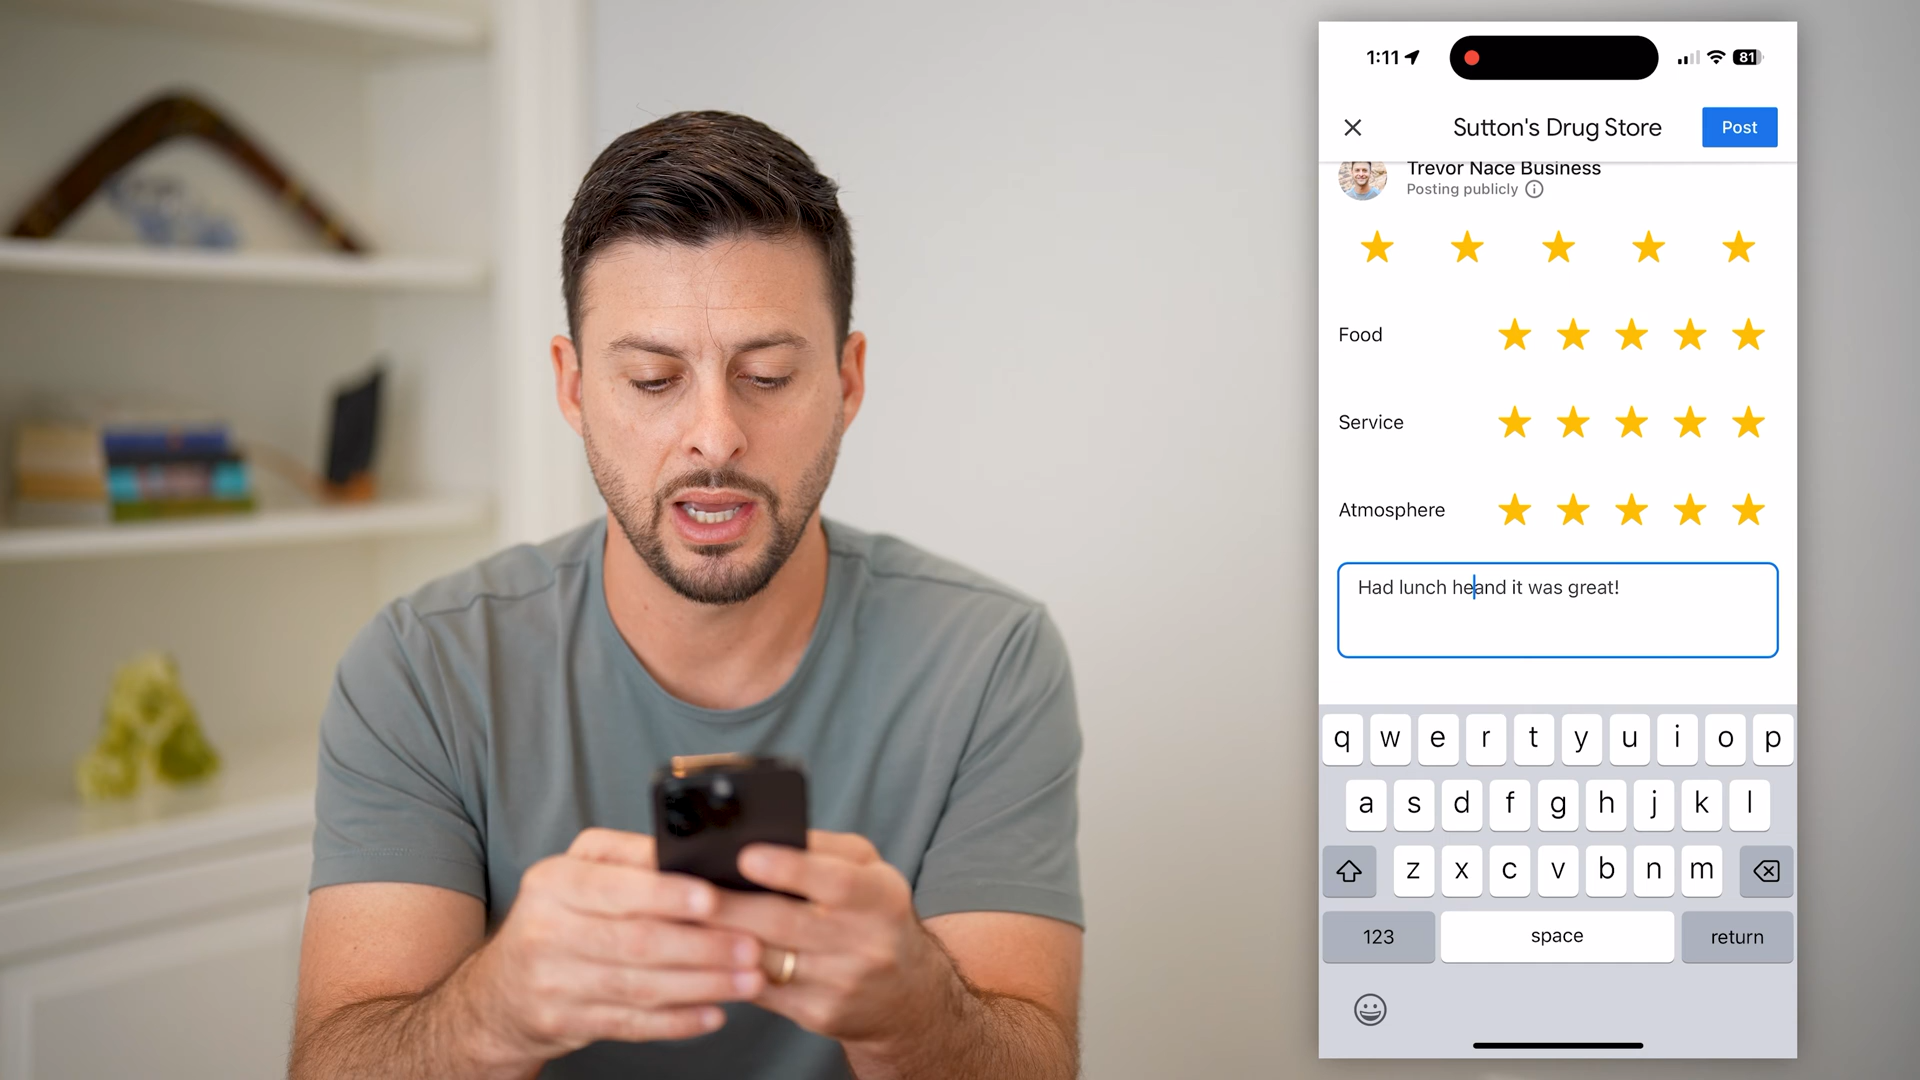 1:11
81
Sutton's Drug Store
Post
Trevor Nace Business
Posting publicly
Food
Service
Atmosphere
Had lunch heand it was great!
q w e r t y u i o p
a s d f g h j k l
z x c v b n m
123 space return